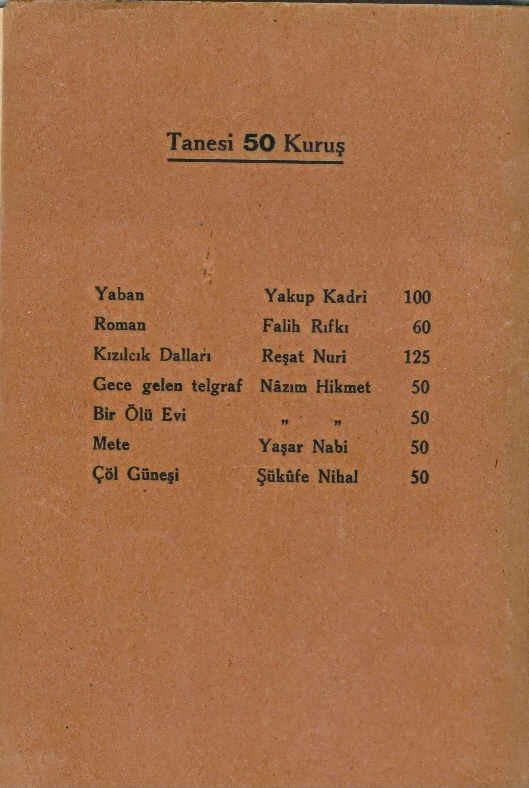 Tanesi 50 Kuruş
Yaban Yakup Kadri 100
Roman Falih Rıfkı 60
Kızılcık Dalları Reşat Nuri 125
Gece gelen telgraf Nâzım Hikmet 50
Bir Ölü Evi „ „ 50
Mete Yaşar Nabi 50
Çöl Güneşi Şükûfe Nihal 50